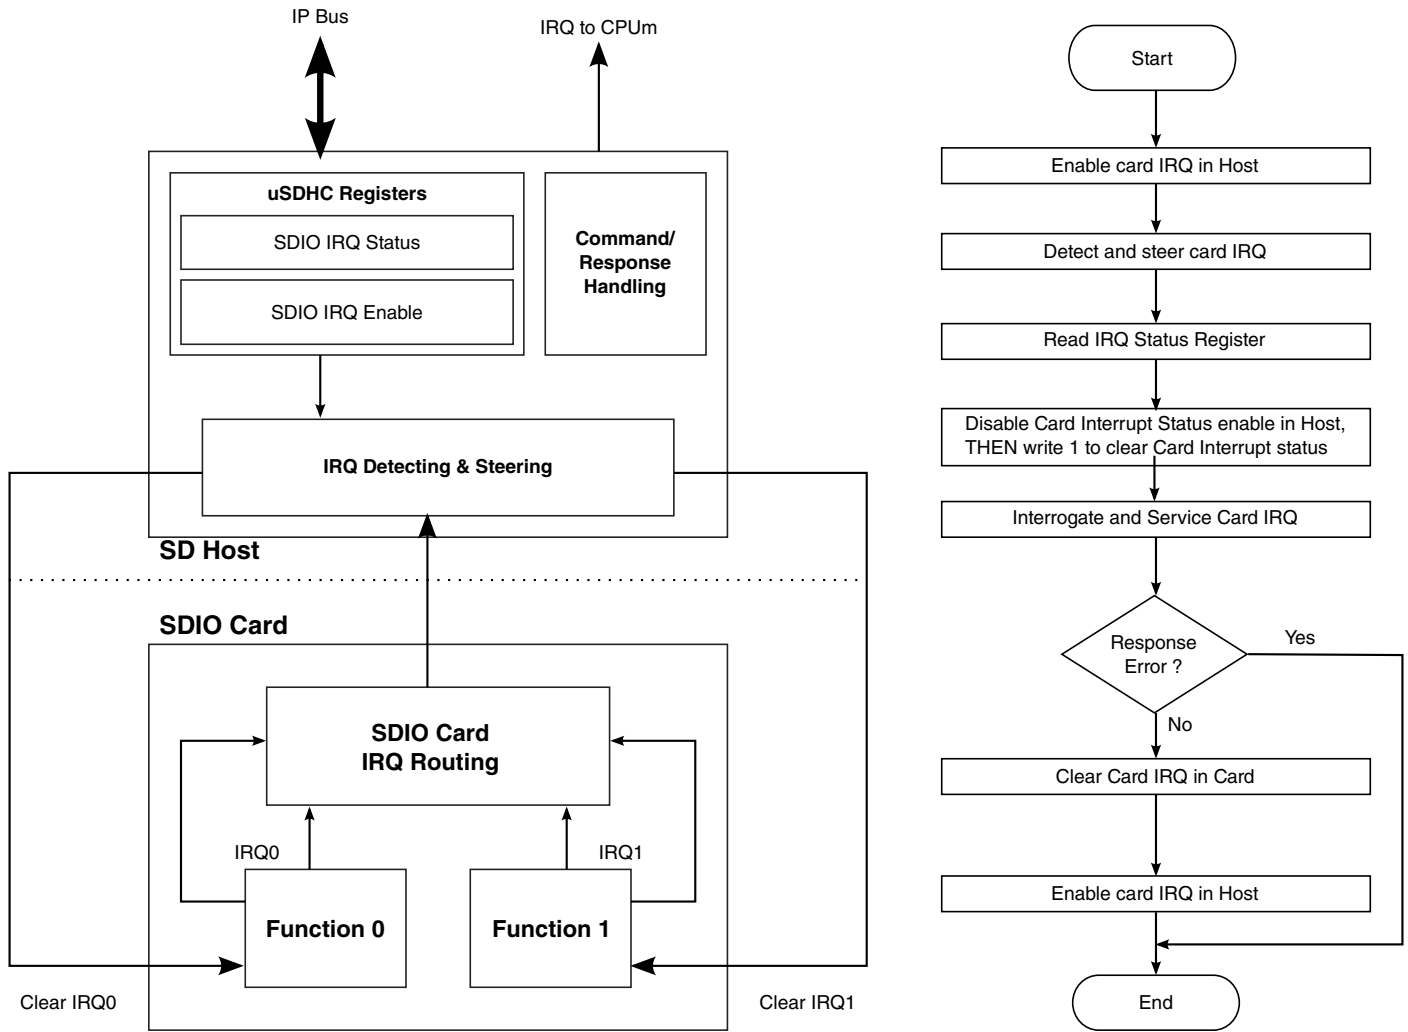 IP Bus
IRQ to CPUm
uSDHC Registers
SDIO IRQ Status
SDIO IRQ Enable
Command/
Response
Handling
IRQ Detecting & Steering
SD Host
SDIO Card
SDIO Card
IRQ Routing
IRQ0
IRQ1
Function 0
Function 1
Clear IRQ0
Clear IRQ1
Start
Enable card IRQ in Host
Detect and steer card IRQ
Read IRQ Status Register
Disable Card Interrupt Status enable in Host,
THEN write 1 to clear Card Interrupt status
Interrogate and Service Card IRQ
Response
Error ?
Yes
No
Clear Card IRQ in Card
Enable card IRQ in Host
End